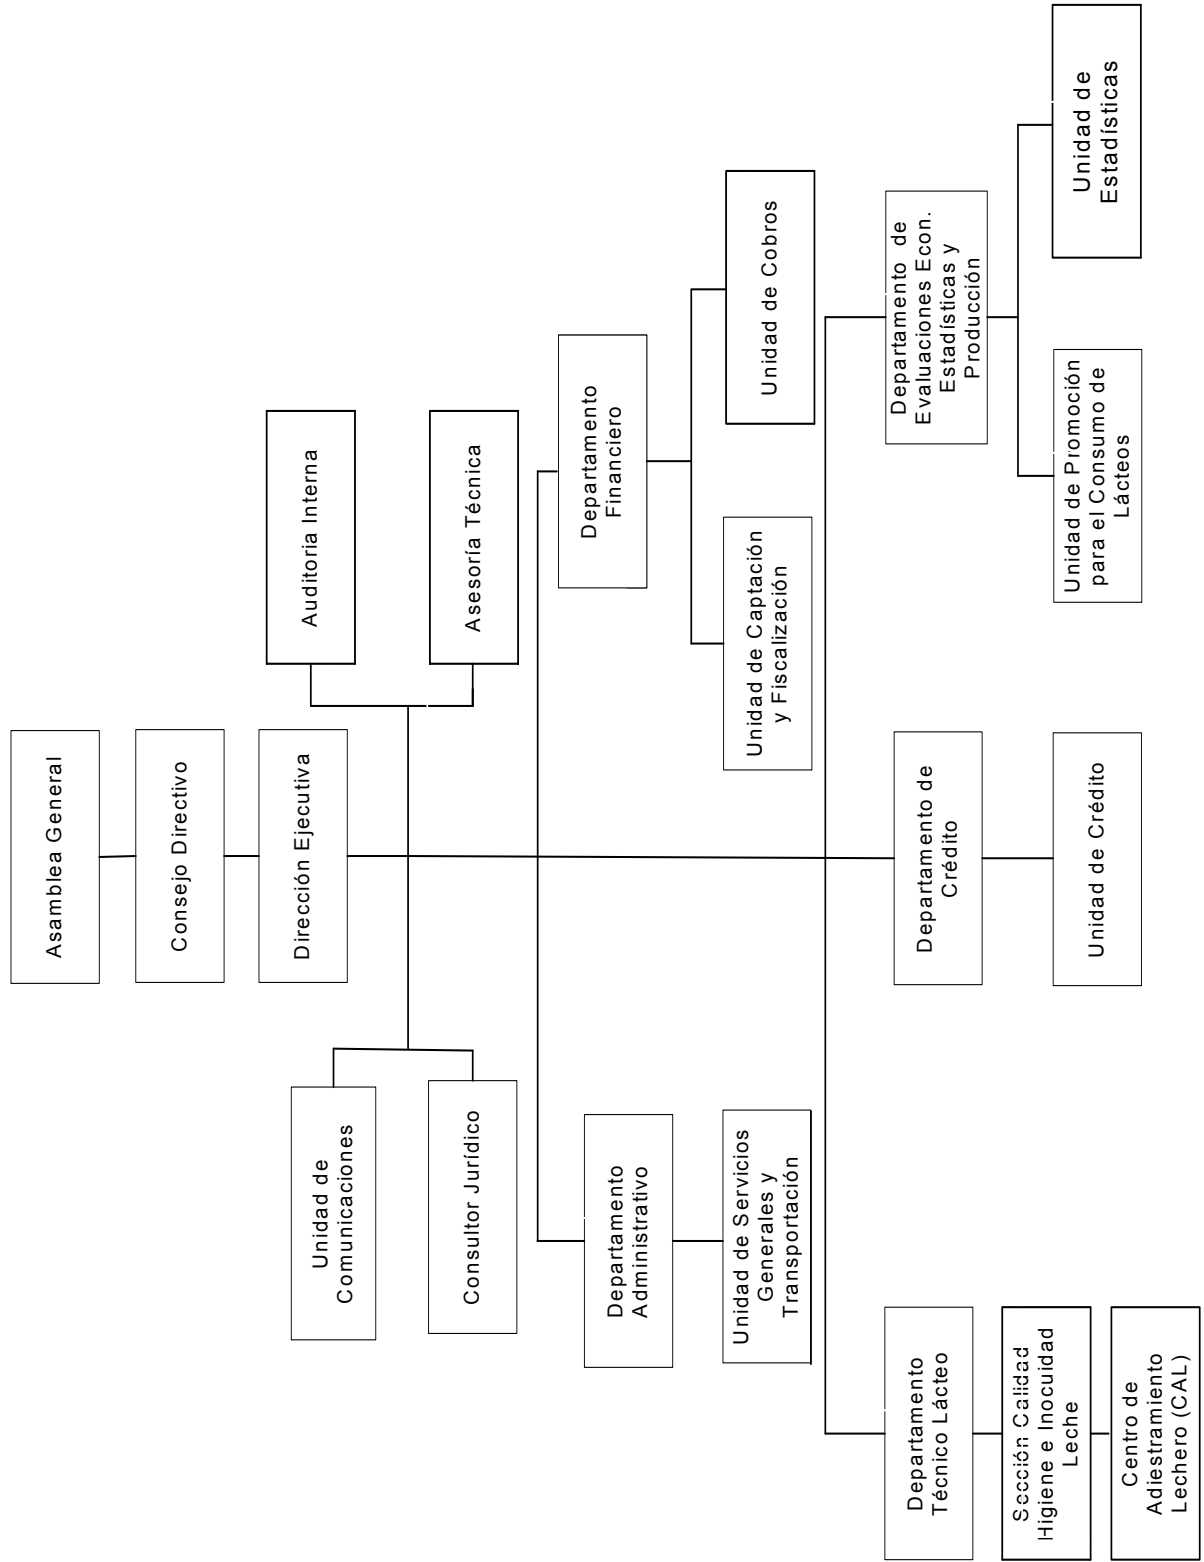 Asamblea General
Consejo Directivo
Dirección Ejecutiva
Unidad de
Comunicaciones
Auditoria Interna
Consultor Jurídico
Asesoría Técnica
Departamento
Administrativo
Departamento
Financiero
Unidad de Servicios
Generales y
Transportación
Unidad de Captación
y Fiscalización
Unidad de Cobros
Departamento
Técnico Lácteo
Departamento de
Crédito
Departamento de
Evaluaciones Econ.
Estadísticas y
Producción
Sección Calidad
Higiene e Inocuidad
Leche
Centro de
Adiestramiento
Lechero (CAL)
Unidad de Crédito
Unidad de Promoción
para el Consumo de
Lácteos
Unidad de
Estadísticas